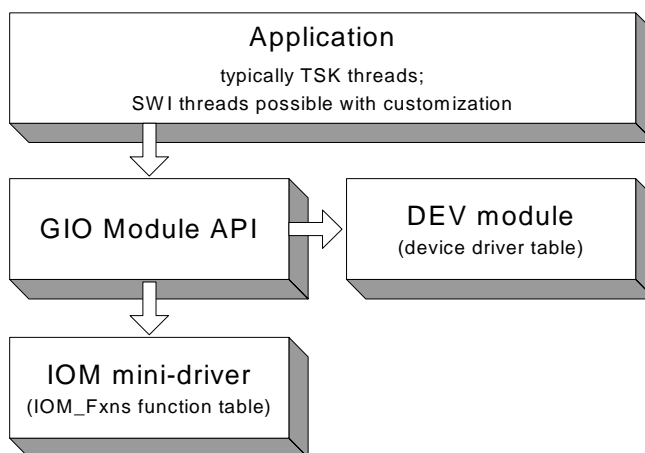 Application
typically TSK threads;
SWI threads possible with customization
GIO Module API
DEV module
(device driver table)
IOM mini-driver
(IOM_Fxns function table)